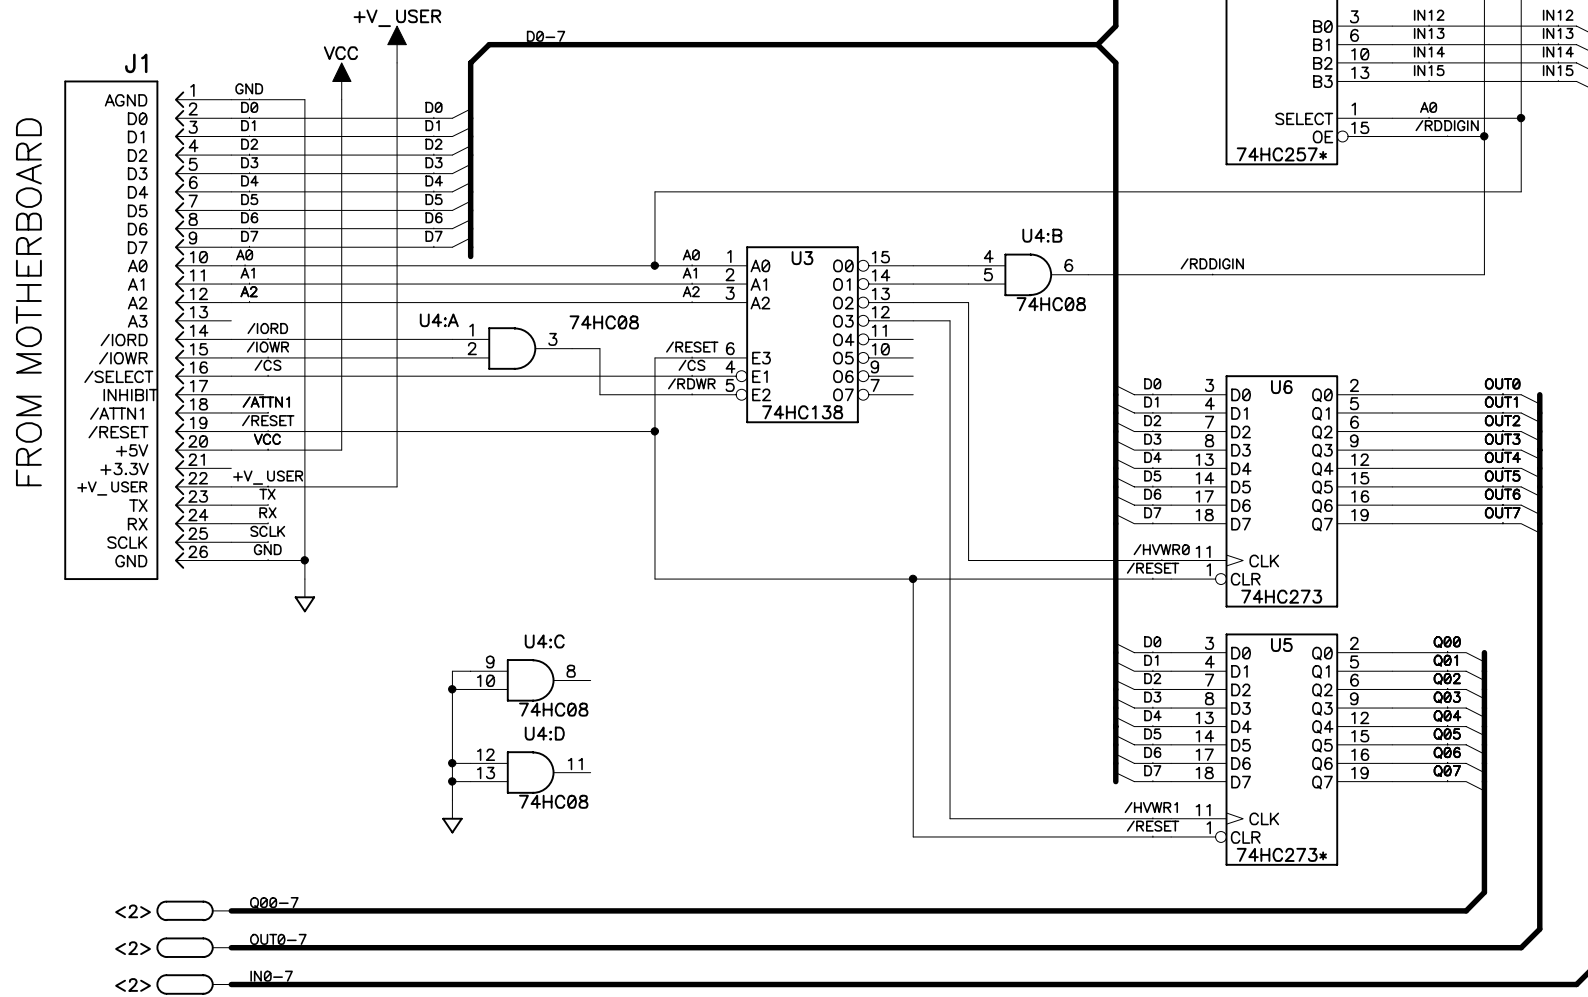 +V_USER
VCC
D0-7
J1
FROM MOTHERBOARD
AGND 1 GND
D0 2 D0 D0
D1 3 D1 D1
D2 4 D2 D2
D3 5 D3 D3
D4 6 D4 D4
D5 7 D5 D5
D6 8 D6 D6
D7 9 D7 D7
A0 10 A0
A1 11 A1
A2 12 A2
A3 13
/IORD 14 /IORD
/IOWR 15 /IOWR
/SELECT 16 /CS
INHIBIT 17
/ATTN1 18 /ATTN1
/RESET 19 /RESET
+5V 20 VCC
+3.3V 21
+V_USER 22 +V_USER
TX 23 TX
RX 24 RX
SCLK 25 SCLK
GND 26 GND
U4:A
1
2
3
74HC08
U3
A0 1 A0 O0 15
A1 2 A1 O1 14
A2 3 A2 O2 13
O3 12
O4 11
/RESET 6 E3 O5 10
/CS 4 E1 O6 9
/RDWR 5 E2 O7 7
74HC138
U4:B
4
5
6
74HC08
/RDDIGIN
B0 3 IN12 IN12
B1 6 IN13 IN13
B2 10 IN14 IN14
B3 13 IN15 IN15
SELECT 1 A0
OE 15 /RDDIGIN
74HC257*
U6
D0 3 D0 Q0 2 OUT0
D1 4 D1 Q1 5 OUT1
D2 7 D2 Q2 6 OUT2
D3 8 D3 Q3 9 OUT3
D4 13 D4 Q4 12 OUT4
D5 14 D5 Q5 15 OUT5
D6 17 D6 Q6 16 OUT6
D7 18 D7 Q7 19 OUT7
/HVWR0 11 CLK
/RESET 1 CLR
74HC273
U4:C
9
10
8
74HC08
U4:D
12
13
11
74HC08
U5
D0 3 D0 Q0 2 Q00
D1 4 D1 Q1 5 Q01
D2 7 D2 Q2 6 Q02
D3 8 D3 Q3 9 Q03
D4 13 D4 Q4 12 Q04
D5 14 D5 Q5 15 Q05
D6 17 D6 Q6 16 Q06
D7 18 D7 Q7 19 Q07
/HVWR1 11 CLK
/RESET 1 CLR
74HC273*
<2> Q00-7
<2> OUT0-7
<2> IN0-7